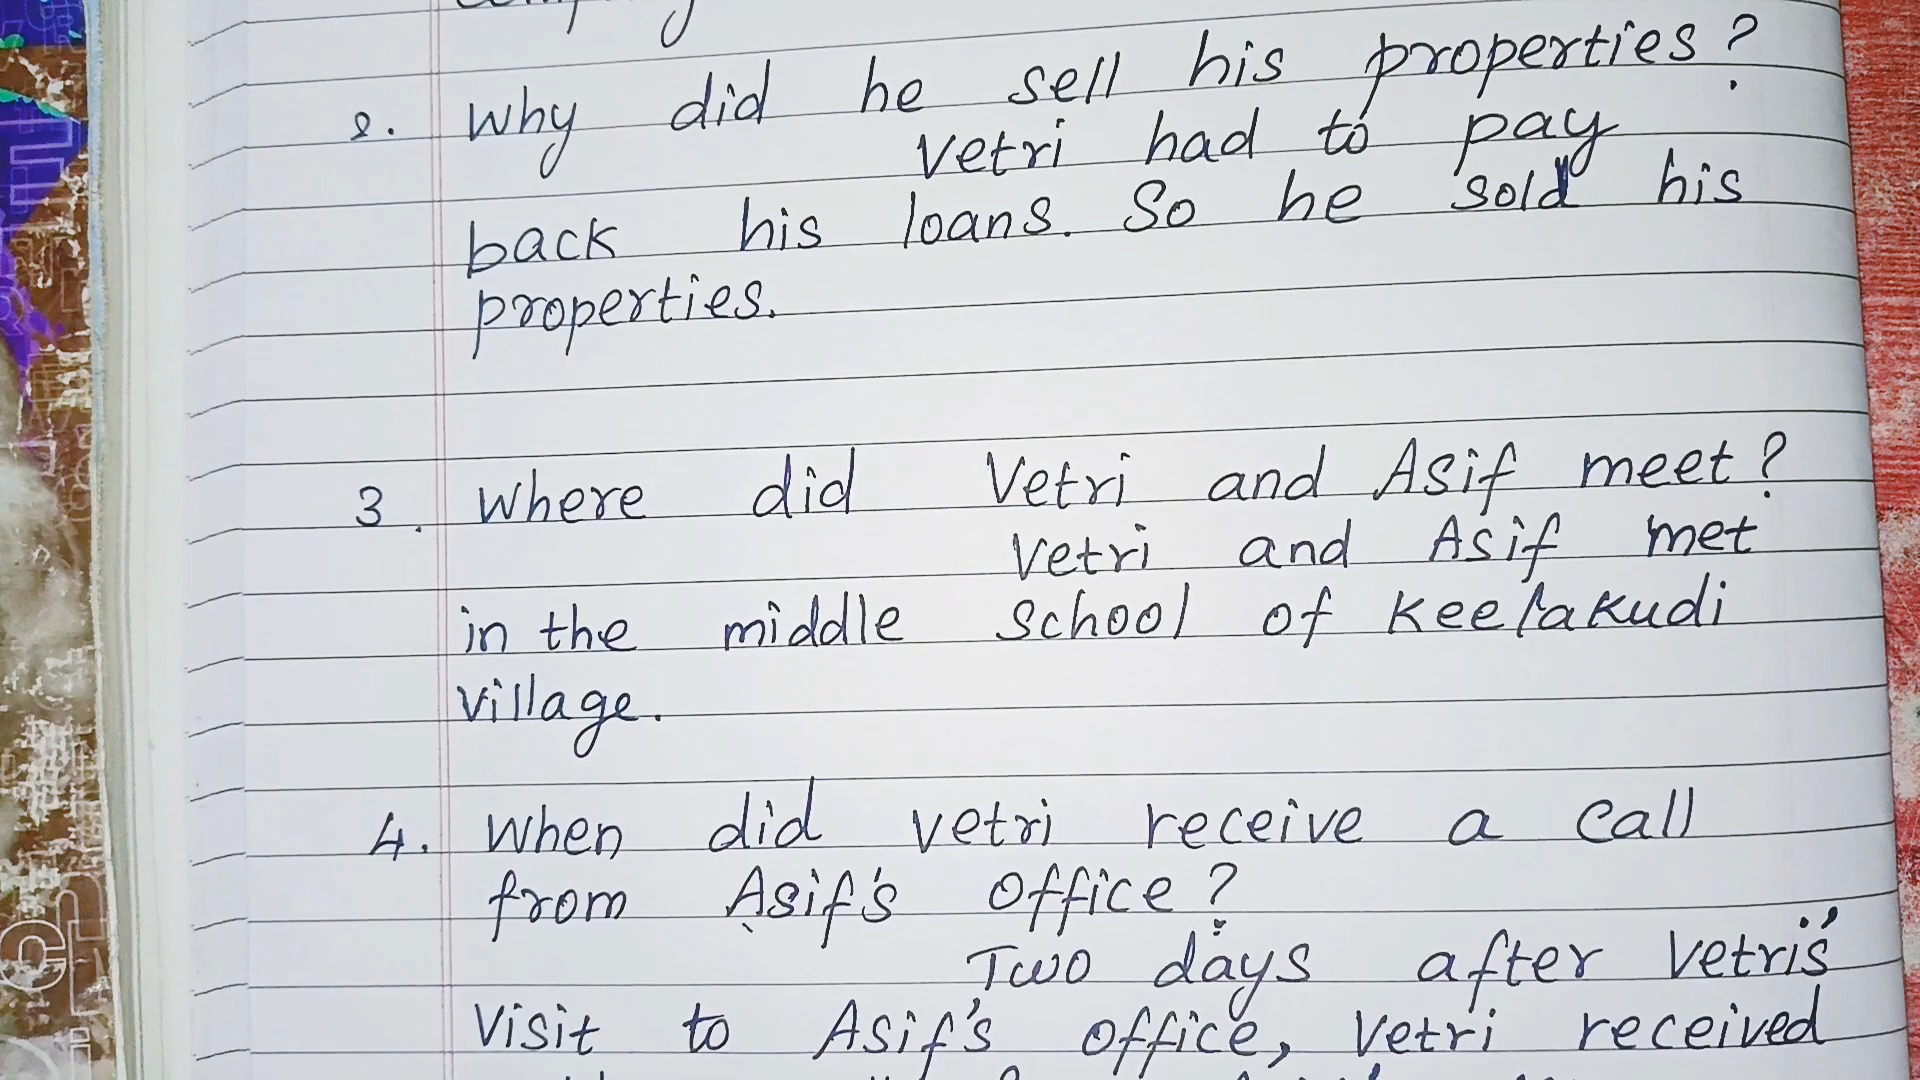 2. Why did he sell his properties?
Vetri had to pay
back his loans. So he sold his
properties.
3. Where did Vetri and Asif meet?
Vetri and Asif met
in the middle school of Keelakudi
village.
4. When did vetri receive a call
from Asif's office?
Two days after Vetri's
visit to Asif's office, Vetri received